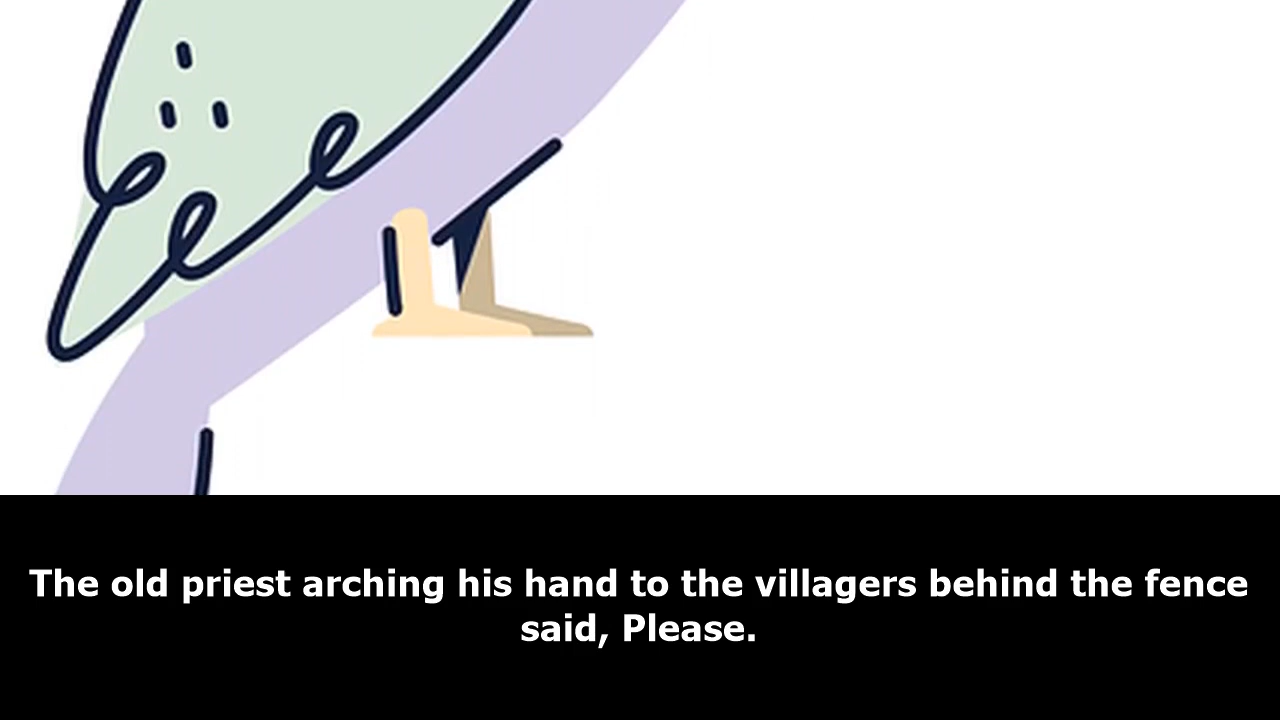 The old priest arching his hand to the villagers behind the fence
said, Please.